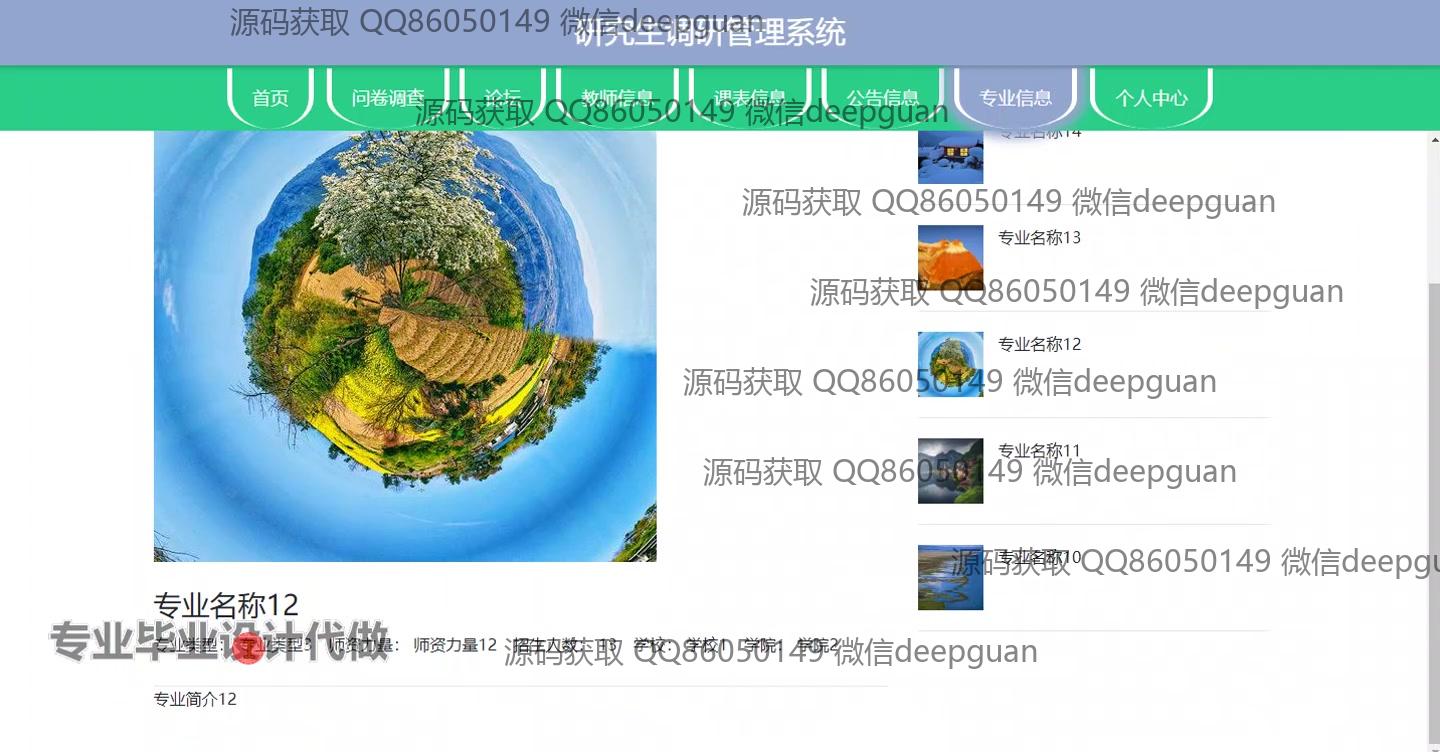 源码获取 QQ86050149 微信deepguan
研究生调研管理系统
首页 问卷调查 论坛 教师信息 课表信息 公告信息 专业信息 个人中心
源码获取 QQ86050149 微信deepguan
专业名称14
源码获取 QQ86050149 微信deepguan
专业名称13
源码获取 QQ86050149 微信deepguan
专业名称12
源码获取 QQ86050149 微信deepguan
专业名称11
源码获取 QQ86050149 微信deepguan
专业名称10
源码获取 QQ86050149 微信deepgu
专业名称12
专业毕业设计代做
专业类型： 师资力量： 师资力量12 招生人数：13 学校： 学校1 学院： 学院2
源码获取 QQ86050149 微信deepguan
专业简介12